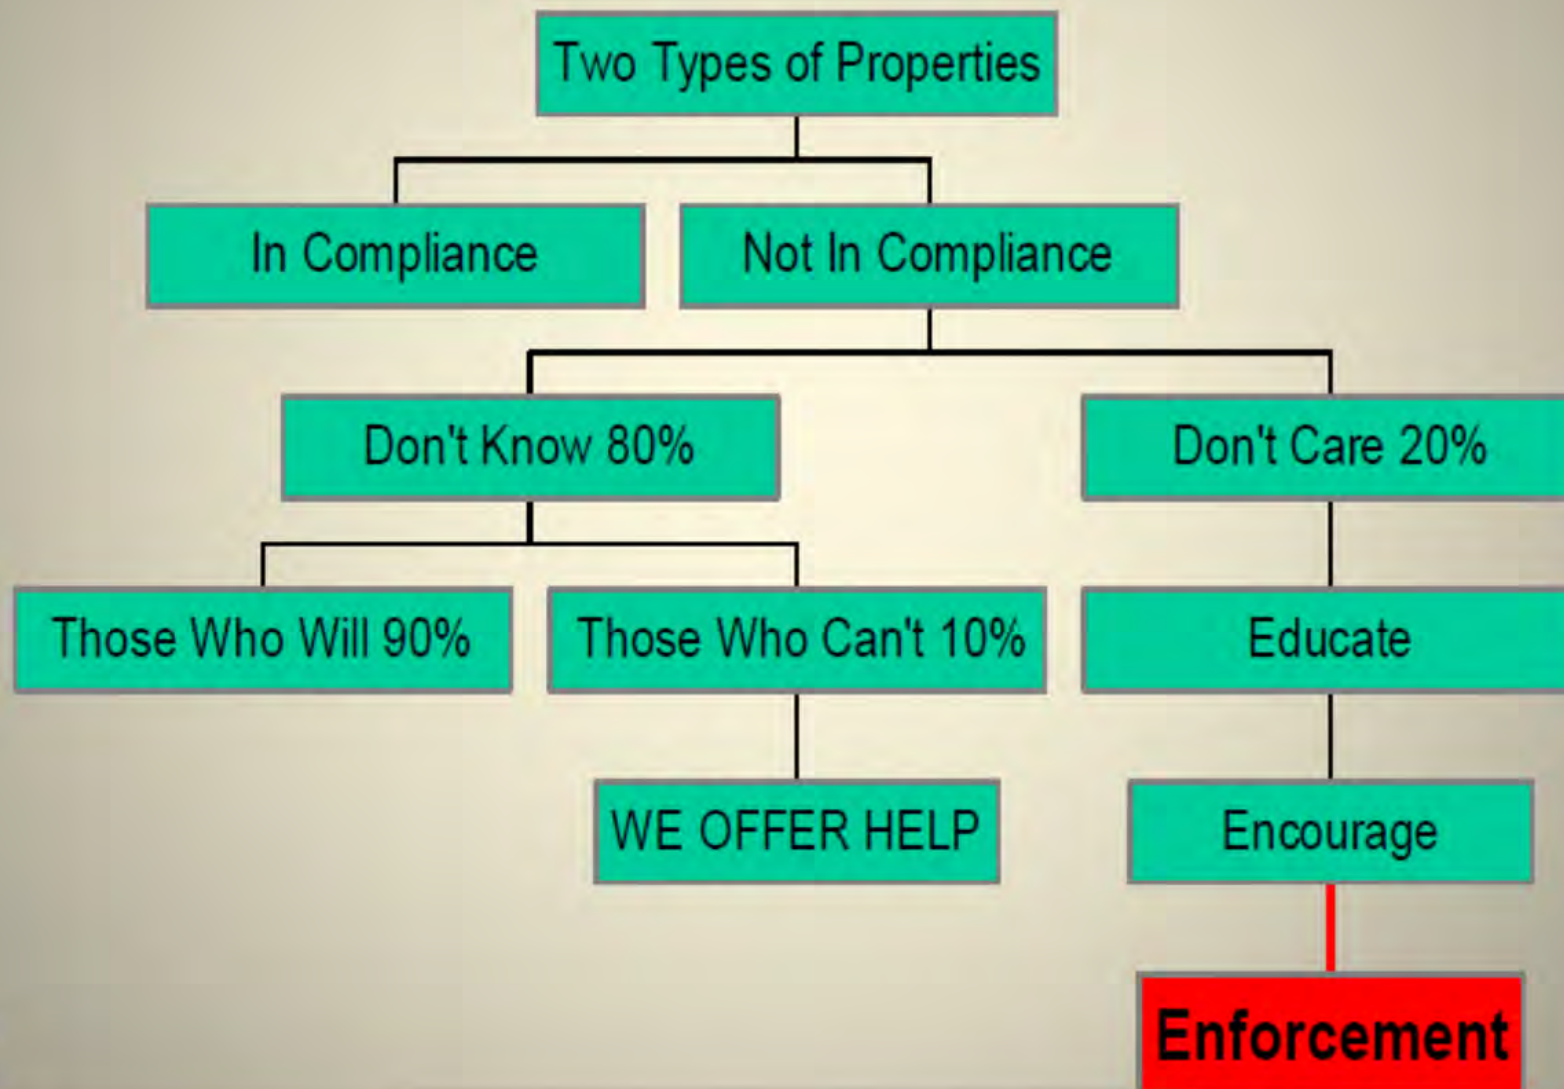 Two Types of Properties
In Compliance
Not In Compliance
Don't Know 80%
Don't Care 20%
Those Who Will 90%
Those Who Can't 10%
Educate
WE OFFER HELP
Encourage
Enforcement